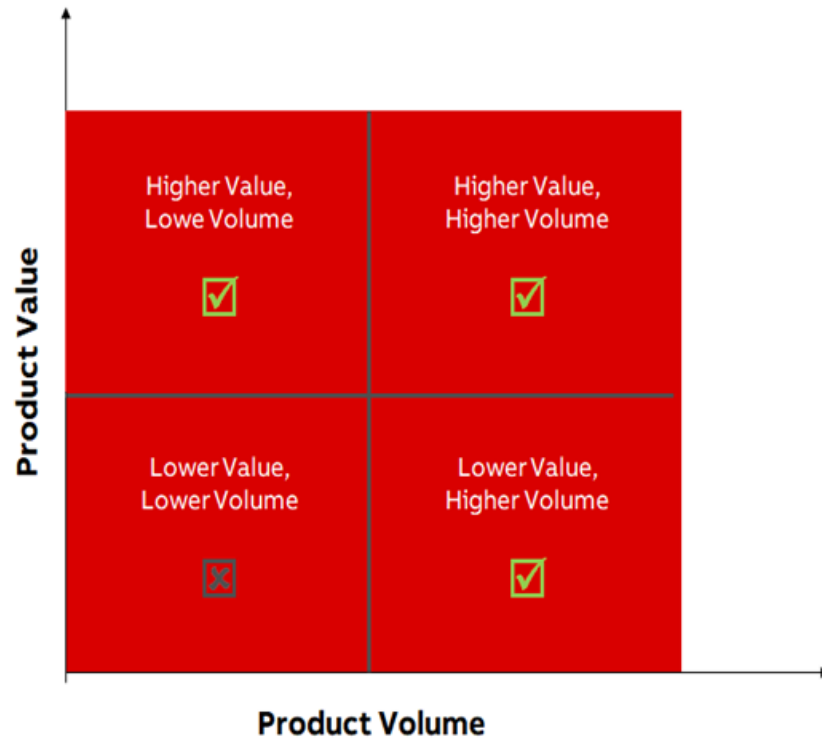 Product Value
Higher Value,
Lowe Volume
Higher Value,
Higher Volume
Lower Value,
Lower Volume
Lower Value,
Higher Volume
Product Volume